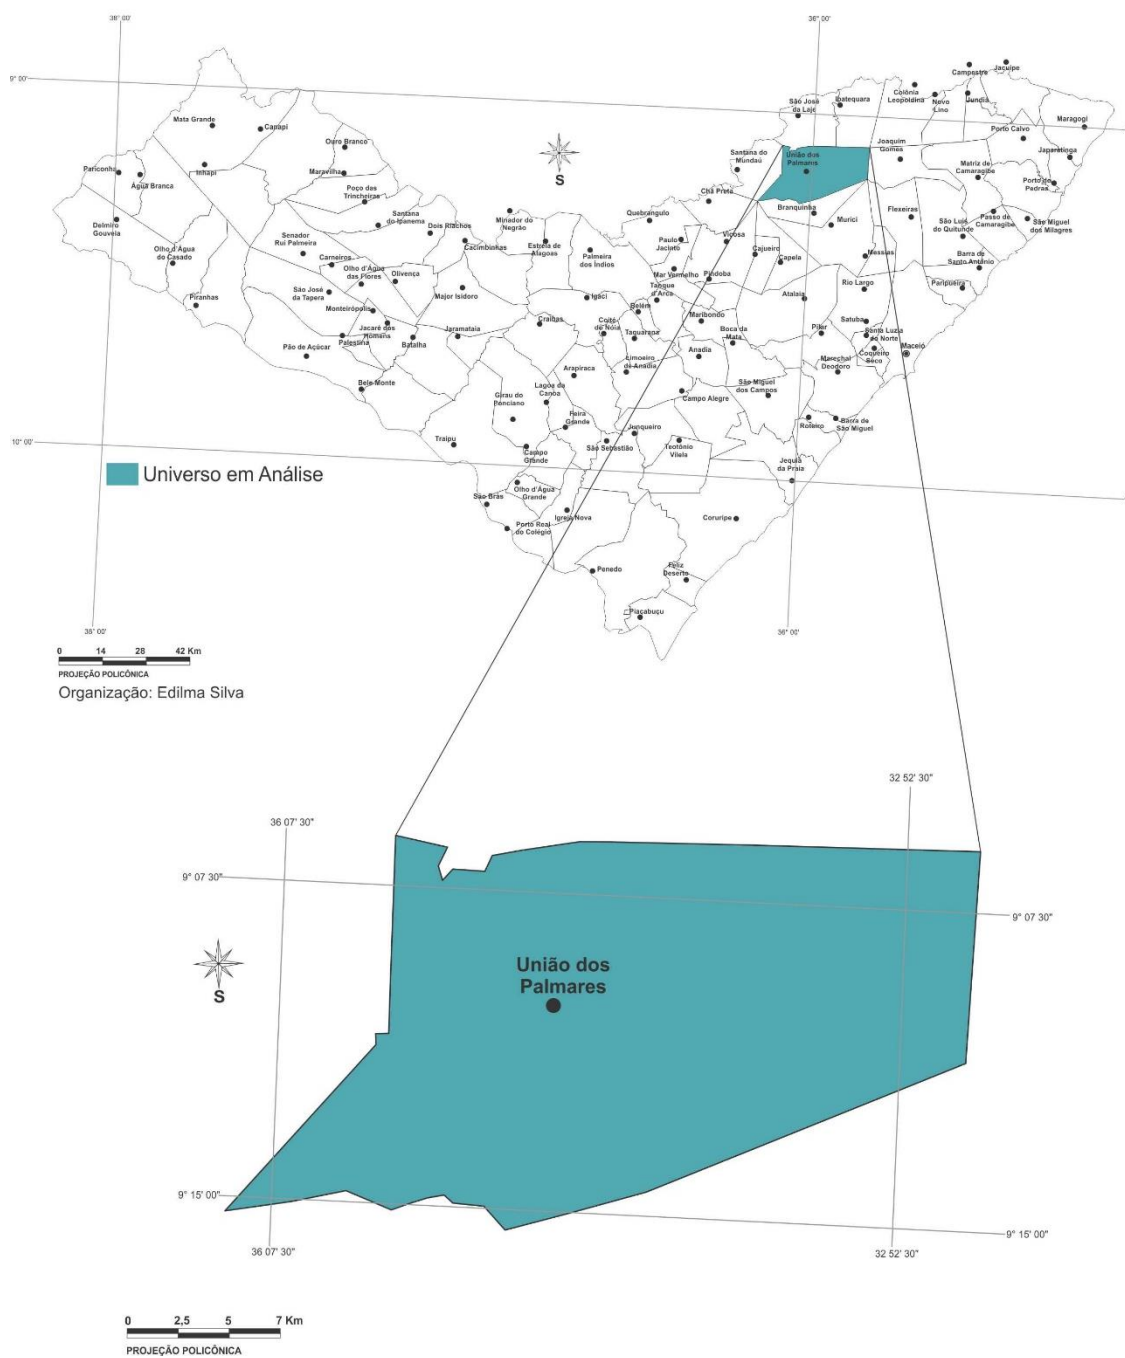 38° 00'
36° 00'
9° 00'
Campestre
Jacuípe
Colônia
Leopoldina
Novo
Lino
Jundiá
São José
da Laje
Ibatequara
Maragogi
Mata Grande
Canapi
Ouro Branco
Porto Calvo
Joaquim
Gomes
Japaratinga
Santana do
Mundaú
União dos
Palmares
Matriz de
Camaragibe
Pariconha
Água Branca
Inhapi
Maravilha
Poço das
Trincheiras
S
Chã Preta
Porto de
Pedras
Delmiro
Gouveia
Santana
do Ipanema
Dois Riachos
Minador do
Negrão
Quebrangulo
Branquinha
Murici
Flexeiras
São Luis
do Quitunde
Passo de
Camaragibe
São Miguel
dos Milagres
Olho d'Água
do Casado
Senador
Rui Palmeira
Cacimbinhas
Estrela de
Alagoas
Palmeira
dos Índios
Paulo
Jacinto
Viçosa
Cajueiro
Capela
Messias
Barra de
Santo Antônio
Carneiros
Olho d'Água
das Flores
Olivença
Mar Vermelho
Pindoba
Piranhas
São José
da Tapera
Major Isidoro
Igaci
Tanque
d'Arca
Belém
Atalaia
Rio Largo
Paripueira
Monteirópolis
Jacaré dos
Homens
Palestina
Batalha
Jaramataia
Craíbas
Coité
de Nóia
Taquarana
Maribondo
Boca da
Mata
Pilar
Satuba
Santa Luzia
do Norte
Coqueiro
Seco
Maceió
Pão de Açúcar
Anadia
Marechal
Deodoro
Limoeiro
de Anadia
Belo Monte
Arapiraca
Lagoa da
Canoa
Girau do
Ponciano
Campo Alegre
São Miguel
dos Campos
Feira
Grande
Roteiro
Barra de
São Miguel
10° 00'
Traipu
Campo
Grande
São Sebastião
Junqueiro
Teotônio
Vilela
Jequiá
da Praia
Universo em Análise
Olho d'Água
Grande
São Brás
Igreja Nova
Porto Real
do Colégio
Coruripe
Penedo
Feliz
Deserto
Piaçabuçu
38° 00'
36° 00'
0 14 28 42 Km
PROJEÇÃO POLICÔNICA
Organização: Edilma Silva
32 52' 30"
36 07' 30"
9° 07' 30"
9° 07' 30"
S
União dos
Palmares
9° 15' 00"
9° 15' 00"
36 07' 30"
32 52' 30"
0 2,5 5 7 Km
PROJEÇÃO POLICÔNICA